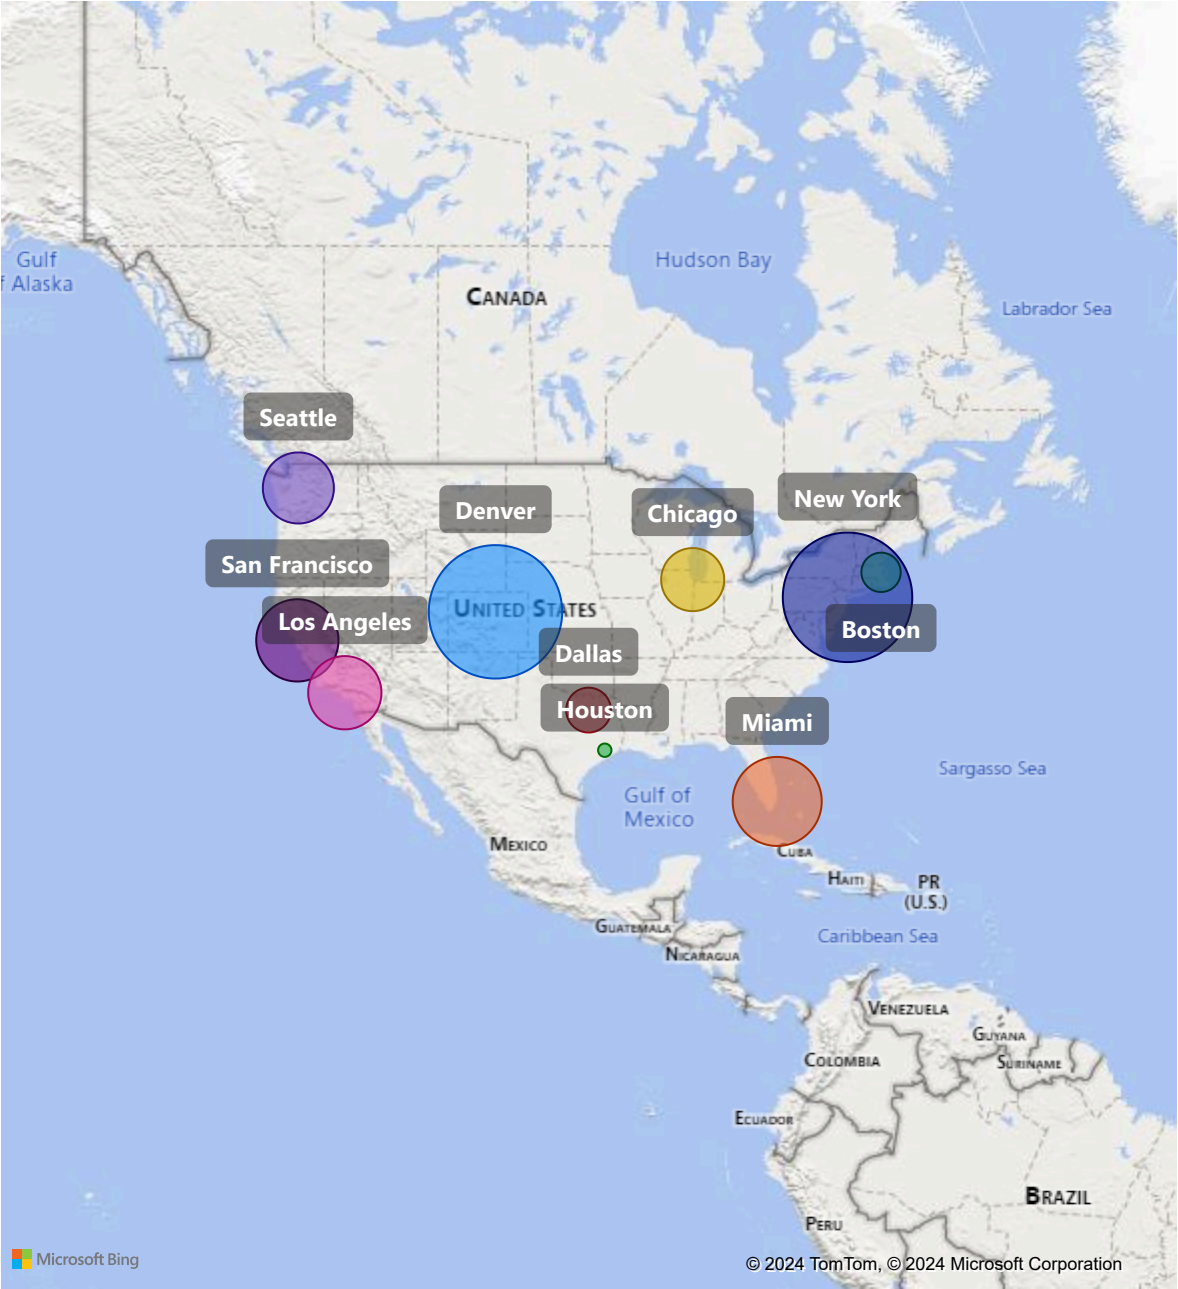 Gulf
f Alaska
Hudson Bay
CANADA
Labrador Sea
Seattle
New York
Denver
Chicago
San Francisco
UNITED STATES
Los Angeles
Boston
Dallas
Houston
Miami
Sargasso Sea
Gulf of
Mexico
MEXICO
CUBA
HAITI
PR
(U.S.)
GUATEMALA
Caribbean Sea
NICARAGUA
VENEZUELA
GUYANA
COLOMBIA
SURINAME
ECUADOR
BRAZIL
PERU
Microsoft Bing
© 2024 TomTom, © 2024 Microsoft Corporation